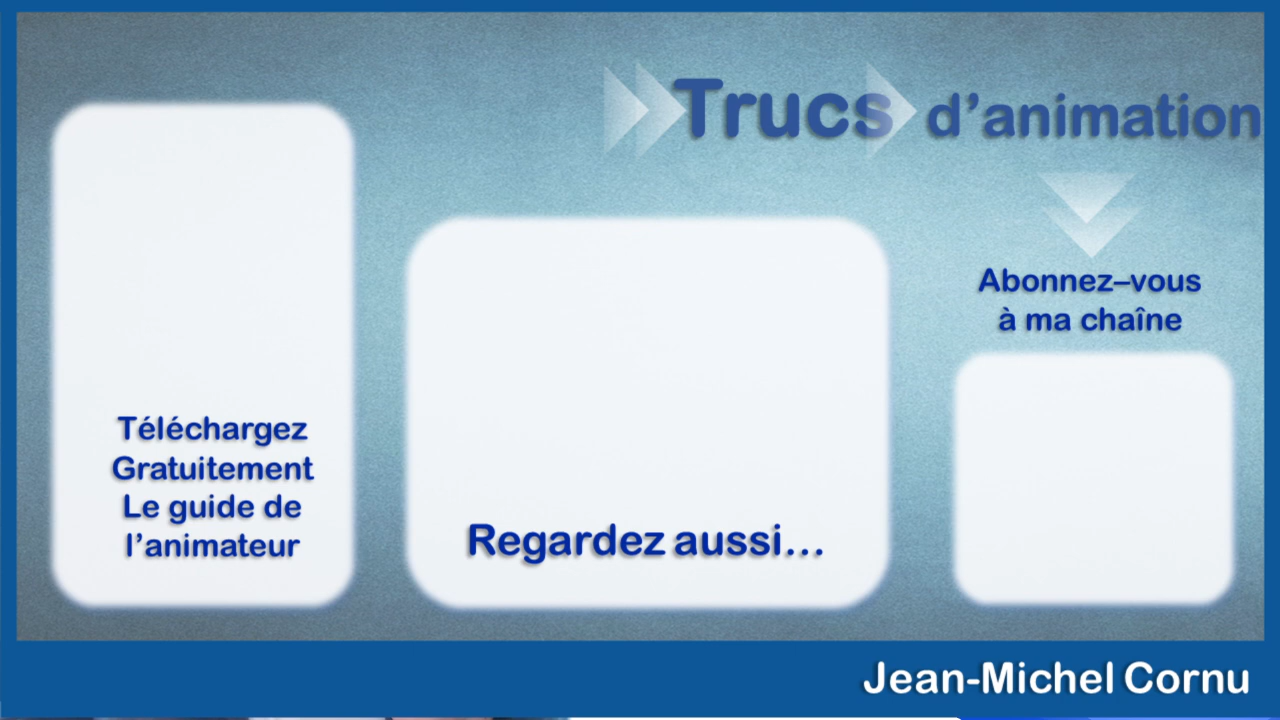 Trucs d'animation
Abonnez–vous
à ma chaîne
Téléchargez
Gratuitement
Le guide de
l'animateur
Regardez aussi…
Jean-Michel Cornu